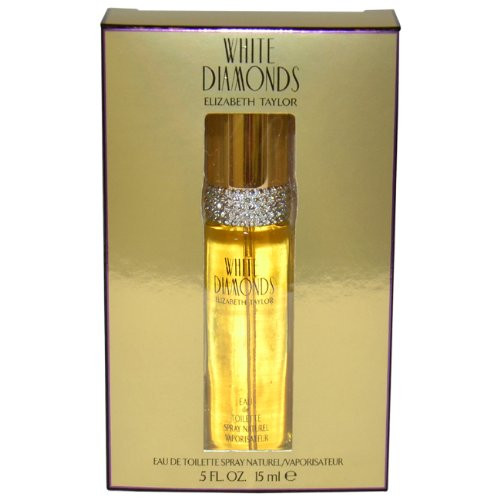 WHITE
DIAMONDS
ELIZABETH TAYLOR
WHITE
DIAMONDS
ELIZABETH TAYLOR
EAU
de
TOILETTE
SPRAY NATUREL
VAPORISATEUR
EAU DE TOILETTE SPRAY NATUREL/VAPORISATEUR
.5 FL. OZ. 15 ml ℮